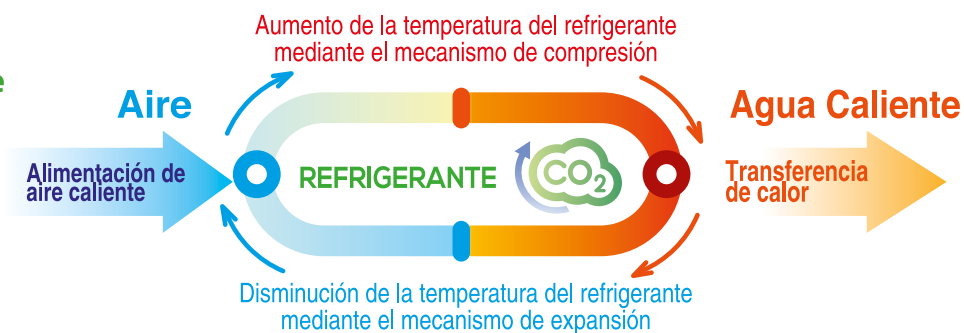 Aumento de la temperatura del refrigerante
mediante el mecanismo de compresión
e
Aire
Agua Caliente
Alimentación de
aire caliente
REFRIGERANTE
CO2
Transferencia
de calor
Disminución de la temperatura del refrigerante
mediante el mecanismo de expansión